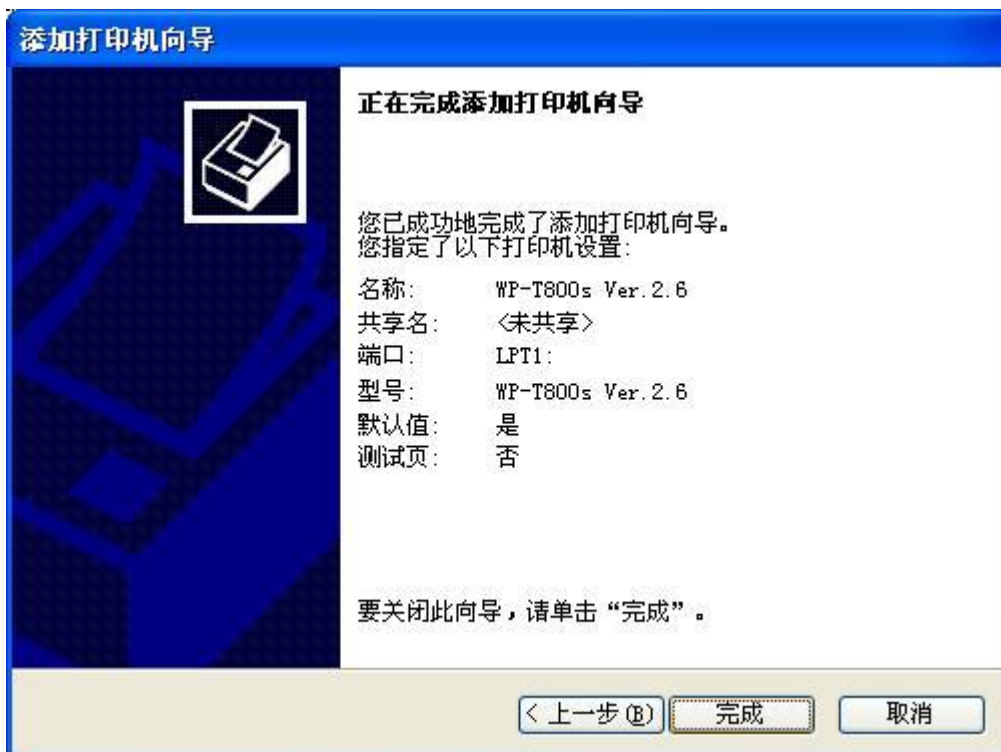 添加打印机向导
正在完成添加打印机向导
您已成功地完成了添加打印机向导。
您指定了以下打印机设置:
名称: WP-T800s Ver.2.6
共享名: <未共享>
端口: LPT1:
型号: WP-T800s Ver.2.6
默认值: 是
测试页: 否
要关闭此向导，请单击“完成”。
< 上一步(B) 完成 取消